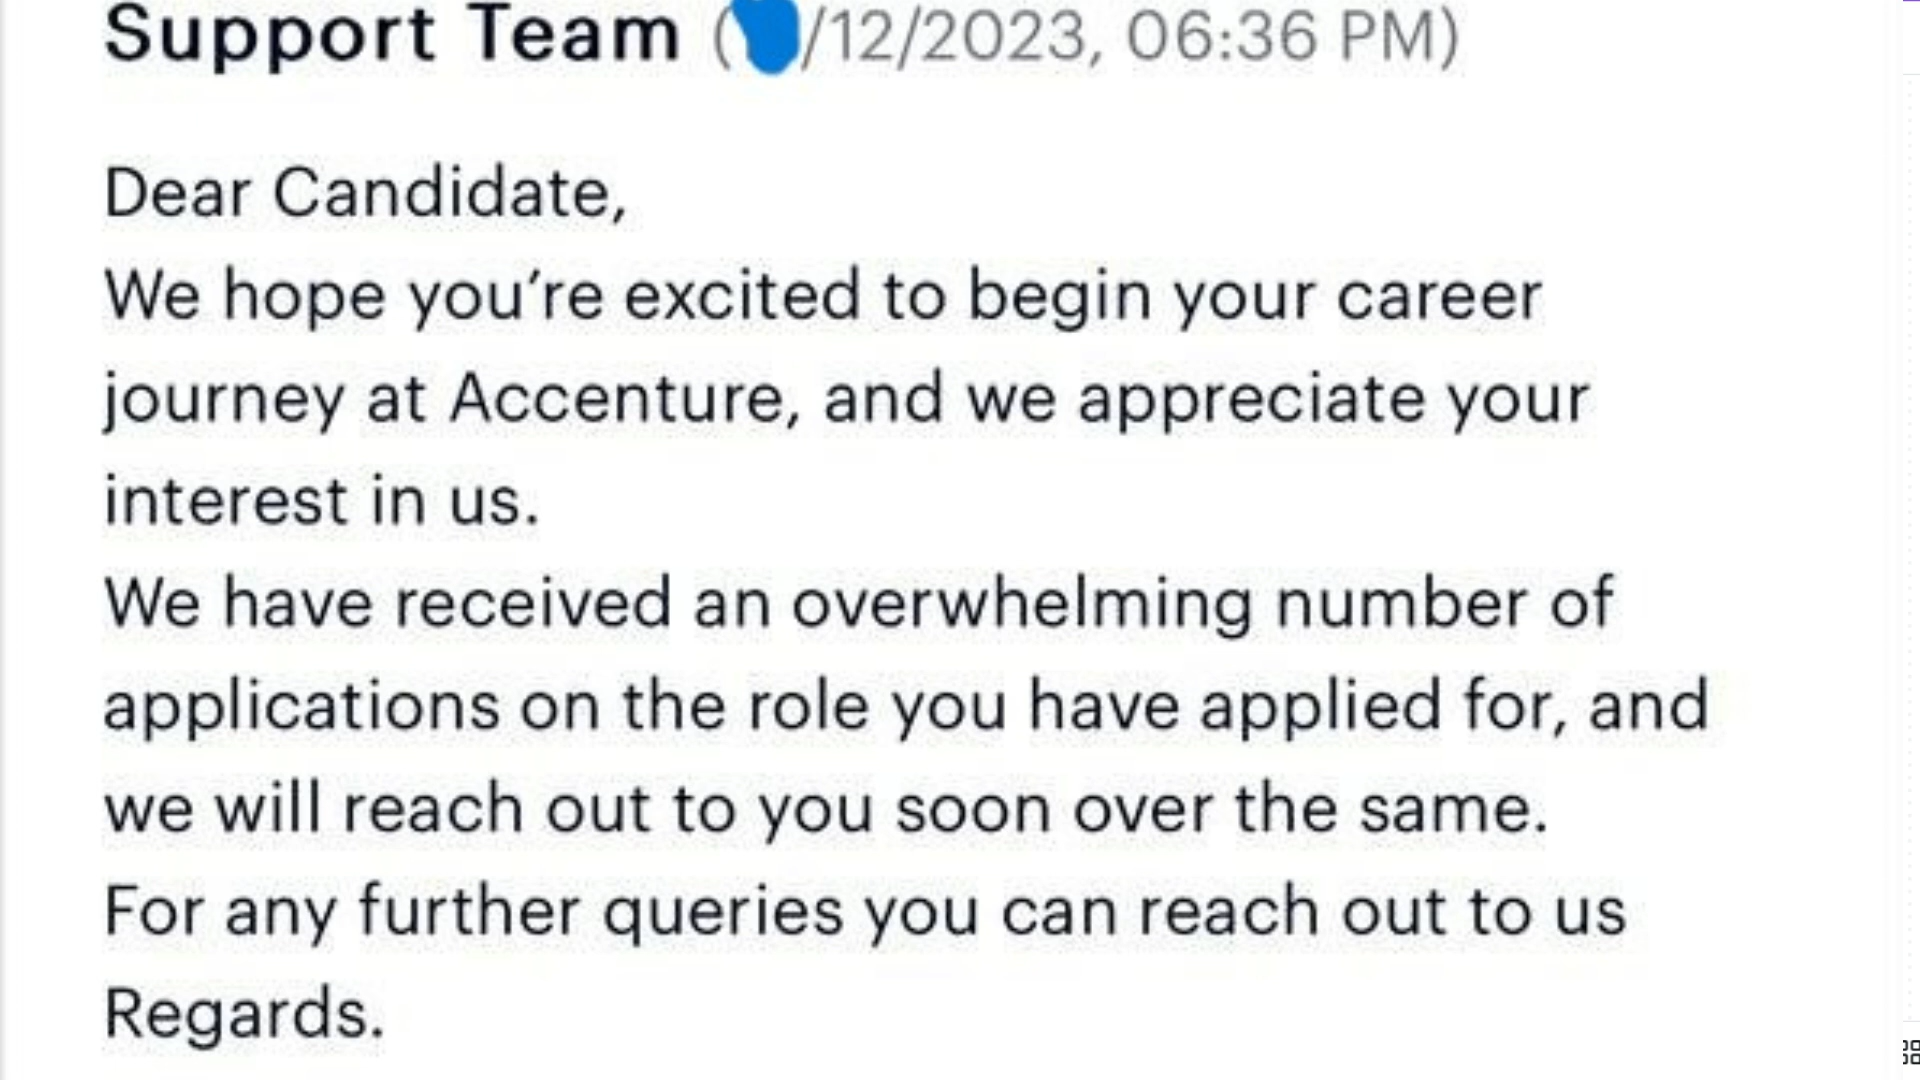 Support Team (/12/2023, 06:36 PM)
Dear Candidate,
We hope you’re excited to begin your career
journey at Accenture, and we appreciate your
interest in us.
We have received an overwhelming number of
applications on the role you have applied for, and
we will reach out to you soon over the same.
For any further queries you can reach out to us
Regards.